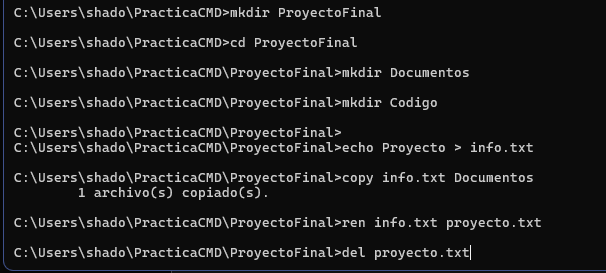 C:\Users\shado\PracticaCMD>mkdir ProyectoFinal
C:\Users\shado\PracticaCMD>cd ProyectoFinal
C:\Users\shado\PracticaCMD\ProyectoFinal>mkdir Documentos
C:\Users\shado\PracticaCMD\ProyectoFinal>mkdir Codigo
C:\Users\shado\PracticaCMD\ProyectoFinal>
C:\Users\shado\PracticaCMD\ProyectoFinal>echo Proyecto > info.txt
C:\Users\shado\PracticaCMD\ProyectoFinal>copy info.txt Documentos
        1 archivo(s) copiado(s).
C:\Users\shado\PracticaCMD\ProyectoFinal>ren info.txt proyecto.txt
C:\Users\shado\PracticaCMD\ProyectoFinal>del proyecto.txt